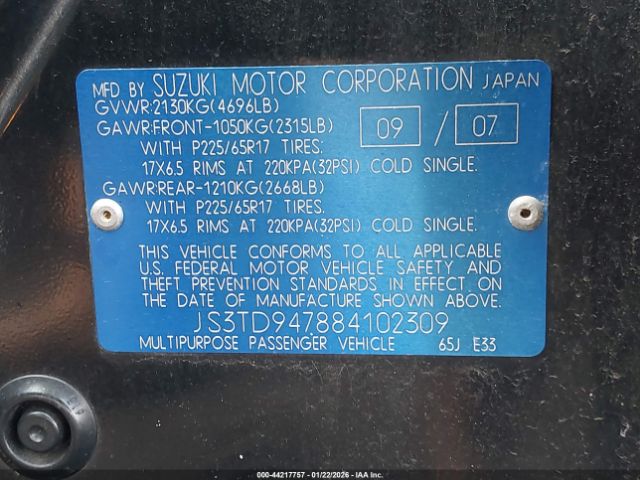 MFD BY SUZUKI MOTOR CORPORATION JAPAN
GVWR:2130KG(4696LB)
GAWR:FRONT-1050KG(2315LB) 09 / 07
WITH P225/65R17 TIRES,
17X6.5 RIMS AT 220KPA(32PSI) COLD SINGLE.
GAWR:REAR-1210KG(2668LB)
WITH P225/65R17 TIRES,
17X6.5 RIMS AT 220KPA(32PSI) COLD SINGLE.
THIS VEHICLE CONFORMS TO ALL APPLICABLE
U.S. FEDERAL MOTOR VEHICLE SAFETY AND
THEFT PREVENTION STANDARDS IN EFFECT ON
THE DATE OF MANUFACTURE SHOWN ABOVE.
JS3TD947884102309
MULTIPURPOSE PASSENGER VEHICLE 65J E33
000-44217757 - 01/22/2026 - IAAI.COM